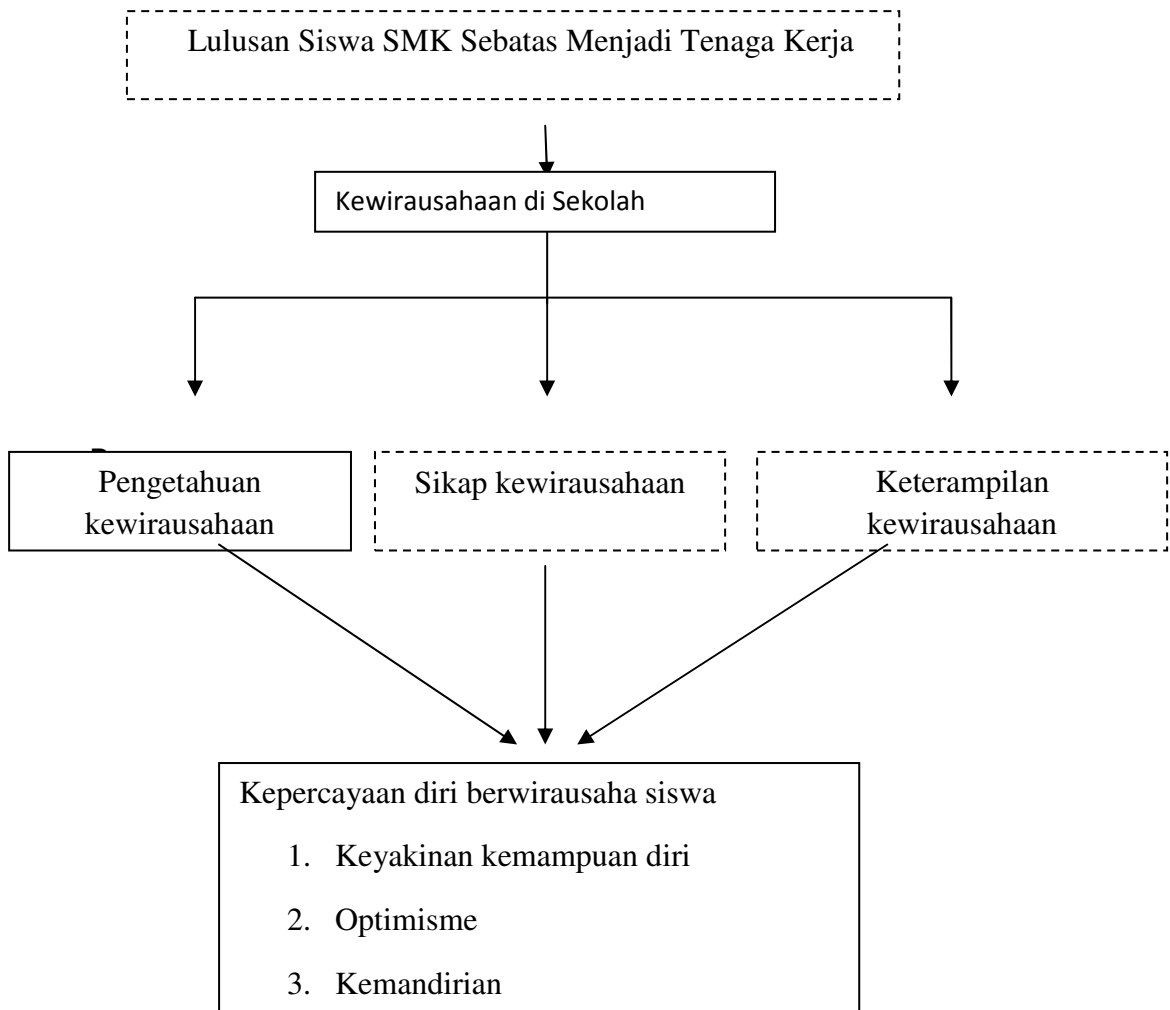 Lulusan Siswa SMK Sebatas Menjadi Tenaga Kerja
Kewirausahaan di Sekolah
Pengetahuan
kewirausahaan
Sikap kewirausahaan
Keterampilan
kewirausahaan
Kepercayaan diri berwirausaha siswa
1. Keyakinan kemampuan diri
2. Optimisme
3. Kemandirian